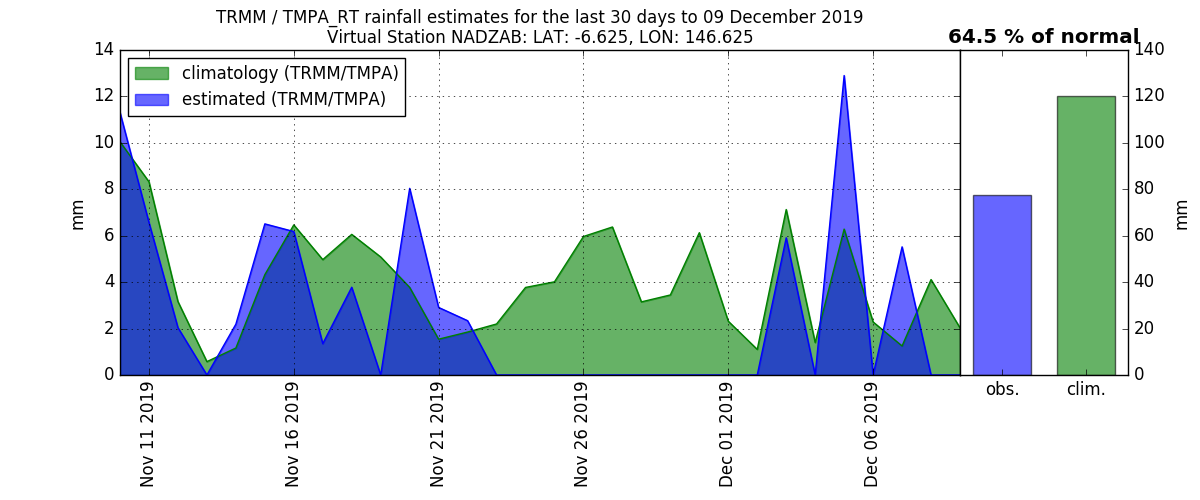 TRMM / TMPA_RT rainfall estimates for the last 30 days to 09 December 2019
Virtual Station NADZAB: LAT: -6.625, LON: 146.625
64.5 % of normal
climatology (TRMM/TMPA)
estimated (TRMM/TMPA)
14
12
10
8
6
4
2
0
mm
Nov 11 2019
Nov 16 2019
Nov 21 2019
Nov 26 2019
Dec 01 2019
Dec 06 2019
140
120
100
80
60
40
20
0
mm
obs.
clim.